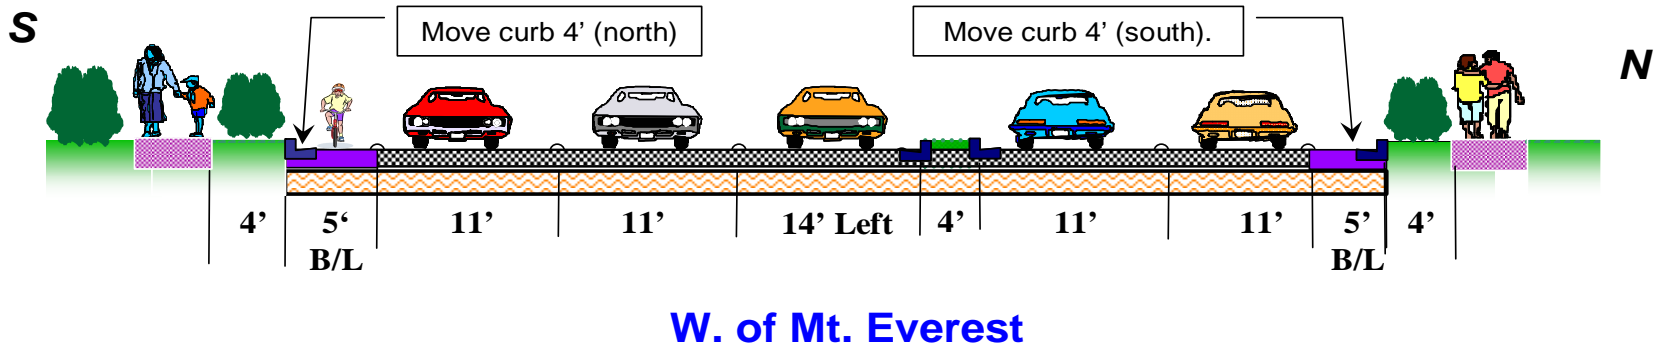 S
Move curb 4’ (north)
Move curb 4’ (south).
N
4’ 5‘ 11’ 11’ 14’ Left 4’ 11’ 11’ 5’ 4’
B/L B/L
W. of Mt. Everest